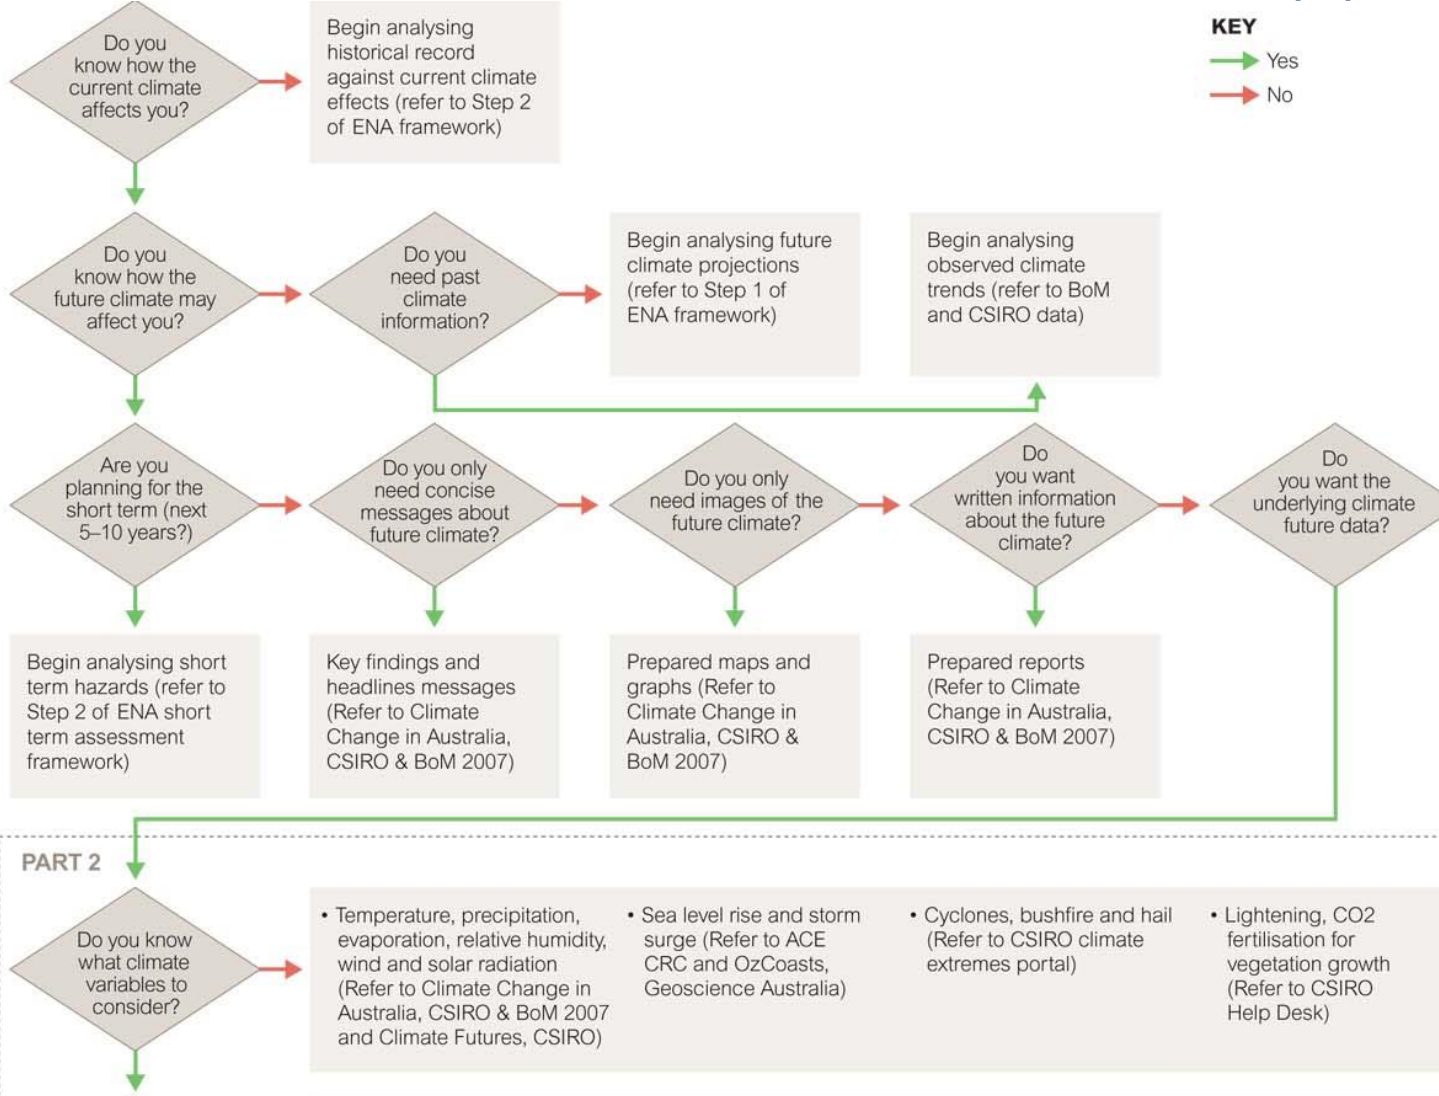 KEY
Yes
No
Do you
know how the
current climate
affects you?
Begin analysing
historical record
against current climate
effects (refer to Step 2
of ENA framework)
Do you
know how the
future climate may
affect you?
Do you
need past
climate
information?
Begin analysing future
climate projections
(refer to Step 1 of
ENA framework)
Begin analysing
observed climate
trends (refer to BoM
and CSIRO data)
Are you
planning for the
short term (next
5–10 years?)
Do you only
need concise
messages about
future climate?
Do you only
need images of the
future climate?
Do
you want
written information
about the future
climate?
Do
you want the
underlying climate
future data?
Begin analysing short
term hazards (refer to
Step 2 of ENA short
term assessment
framework)
Key findings and
headlines messages
(Refer to Climate
Change in Australia,
CSIRO & BoM 2007)
Prepared maps and
graphs (Refer to
Climate Change in
Australia, CSIRO &
BoM 2007)
Prepared reports
(Refer to Climate
Change in Australia,
CSIRO & BoM 2007)
PART 2
Do you know
what climate
variables to
consider?
• Temperature, precipitation,
evaporation, relative humidity,
wind and solar radiation
(Refer to Climate Change in
Australia, CSIRO & BoM 2007
and Climate Futures, CSIRO)
• Sea level rise and storm
surge (Refer to ACE
CRC and OzCoasts,
Geoscience Australia)
• Cyclones, bushfire and hail
(Refer to CSIRO climate
extremes portal)
• Lightening, CO2
fertilisation for
vegetation growth
(Refer to CSIRO
Help Desk)